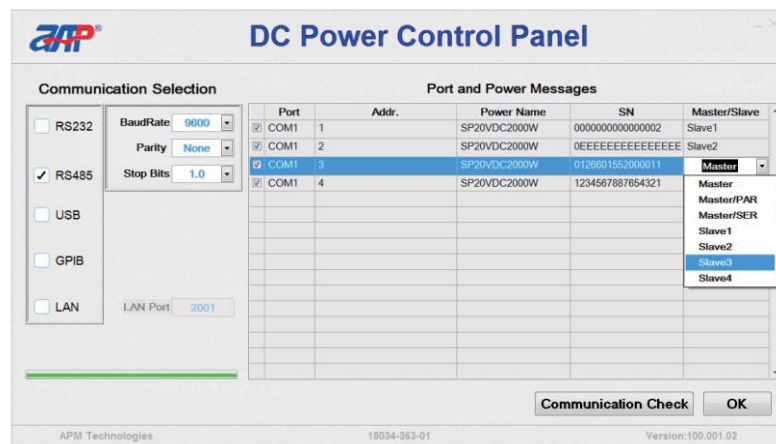 APM®
DC Power Control Panel
Communication Selection
Port and Power Messages
RS232
RS485
USB
GPIB
LAN
BaudRate 9600
Parity None
Stop Bits 1.0
LAN Port 2001
Port Addr. Power Name SN Master/Slave
COM1 1 SP20VDC2000W 0000000000000002 Slave1
COM1 2 SP20VDC2000W 0EEEEEEEEEEEEEEE Slave2
COM1 3 SP20VDC2000W 0126601552000011 Master
COM1 4 SP20VDC2000W 1234567887654321
Master
Master/PAR
Master/SER
Slave1
Slave2
Slave3
Slave4
Communication Check OK
APM Technologies 18034-363-01 Version:100.001.02